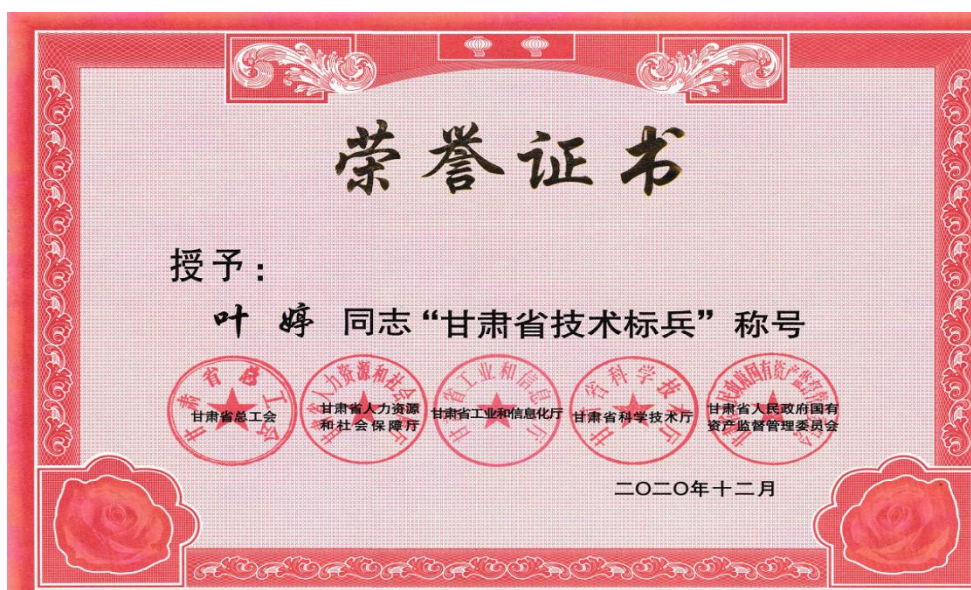 荣誉证书
授予：
叶婷 同志“甘肃省技术标兵”称号
甘肃省总工会
甘肃省人力资源和社会保障厅
甘肃省工业和信息化厅
甘肃省科学技术厅
甘肃省人民政府国有资产监督管理委员会
二〇二〇年十二月